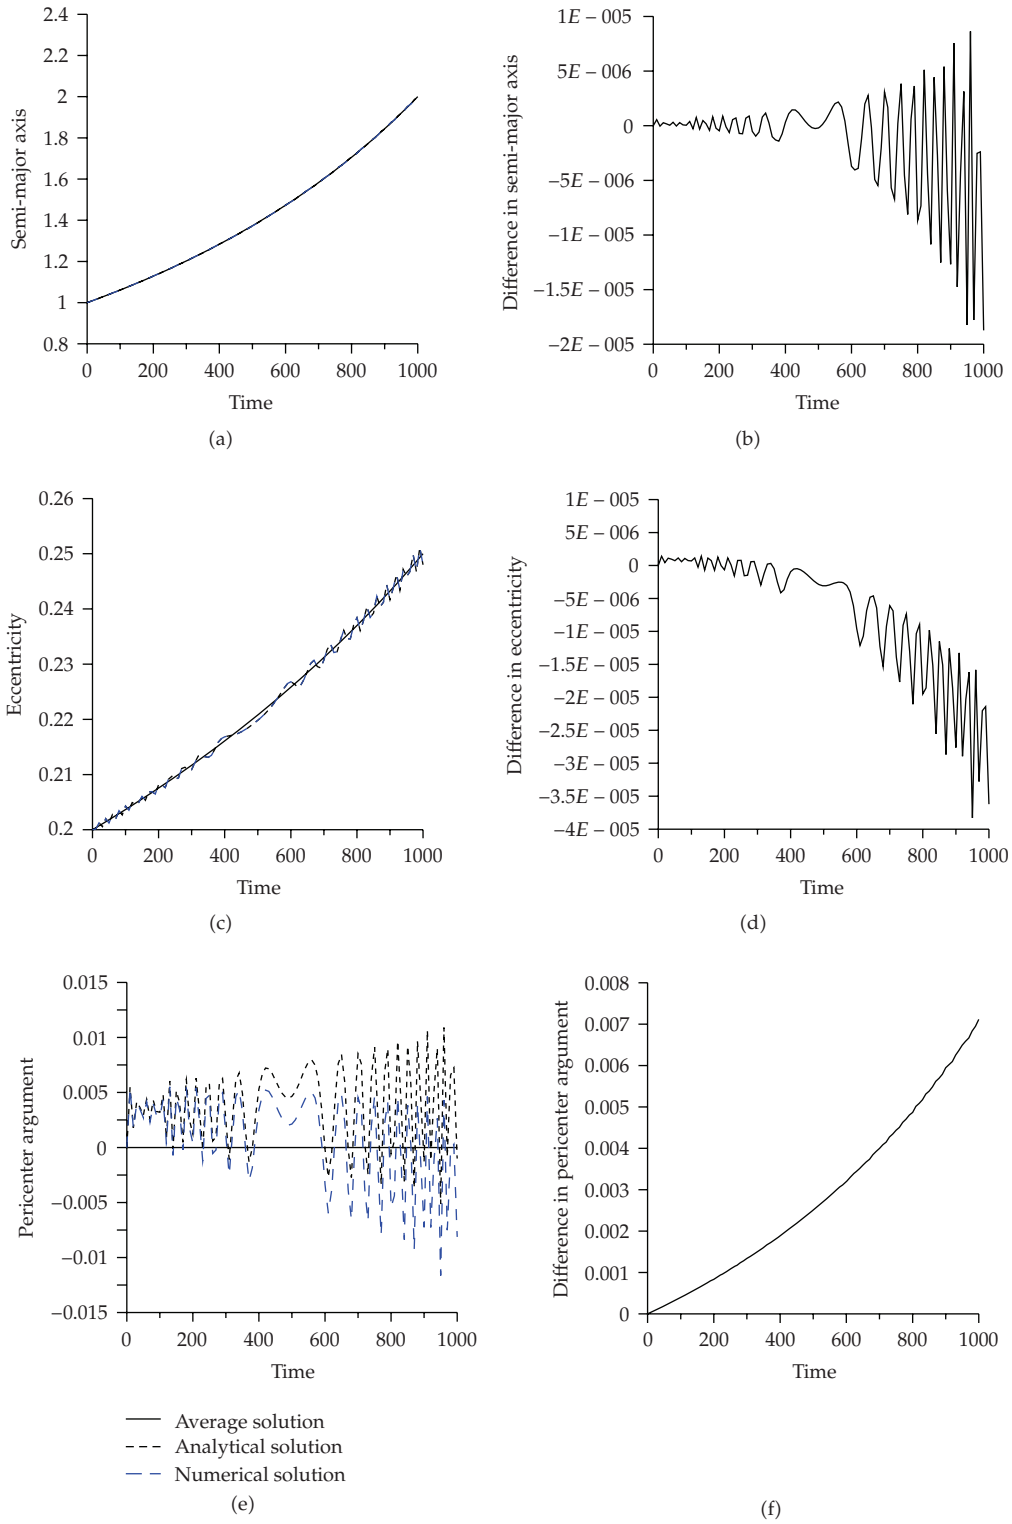 2.4
2.2
2
1.8
1.6
1.4
1.2
1
0.8
Semi-major axis
0 200 400 600 800 1000
Time
(a)
1E − 005
5E − 006
0
−5E − 006
−1E − 005
−1.5E − 005
−2E − 005
Difference in semi-major axis
0 200 400 600 800 1000
Time
(b)
0.26
0.25
0.24
0.23
0.22
0.21
0.2
Eccentricity
0 200 400 600 800 1000
Time
(c)
1E − 005
5E − 006
0
−5E − 006
−1E − 005
−1.5E − 005
−2E − 005
−2.5E − 005
−3E − 005
−3.5E − 005
−4E − 005
Difference in eccentricity
0 200 400 600 800 1000
Time
(d)
0.015
0.01
0.005
0
−0.005
−0.01
−0.015
Pericenter argument
0 200 400 600 800 1000
Time
Average solution
Analytical solution
Numerical solution
(e)
0.008
0.007
0.006
0.005
0.004
0.003
0.002
0.001
0
Difference in pericenter argument
0 200 400 600 800 1000
Time
(f)